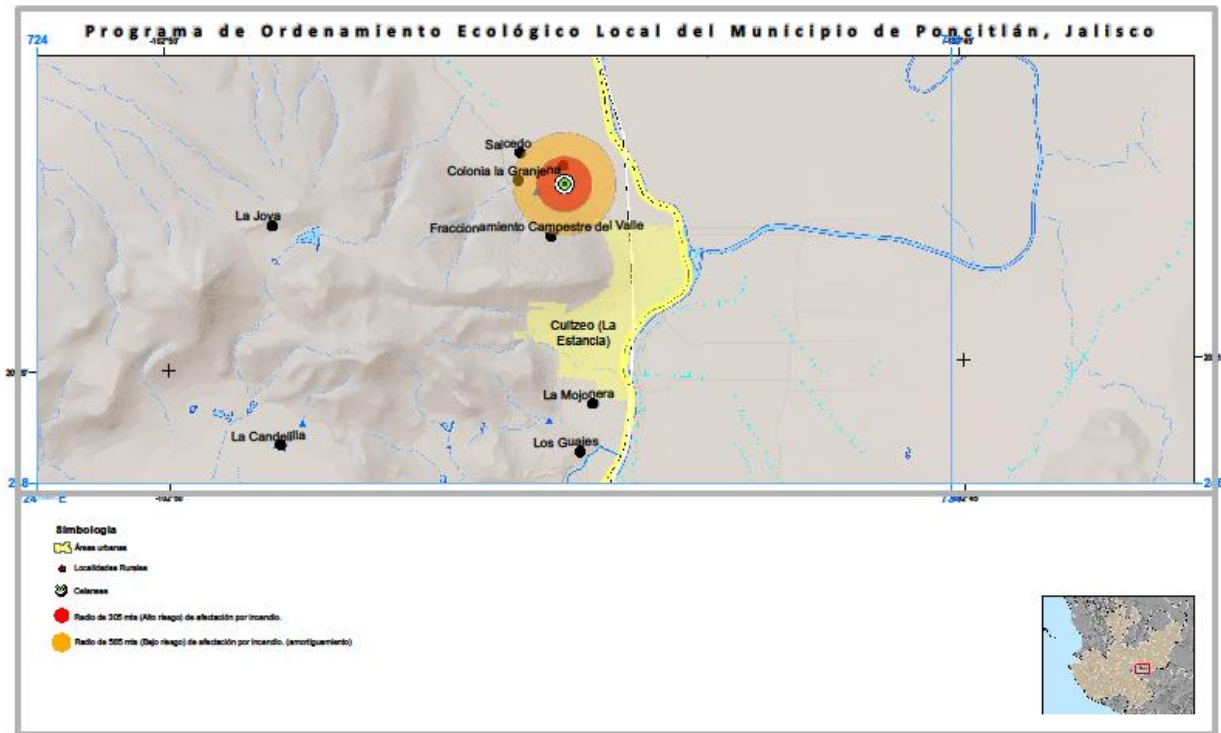 Programa de Ordenamiento Ecológico Local del Municipio de Poncitlán, Jalisco
724
Salcedo
Colonia la Granjena
La Joya
Fraccionamiento Campestre del Valle
Cuitzeo (La
Estancia)
La Mojonera
La Candelilla
Los Guajes
Simbología
Áreas urbanas
Localidades Rurales
Celanese
Radio de 305 mts (Alto riesgo) de afectación por incendio.
Radio de 565 mts (Bajo riesgo) de afectación por incendio. (amortiguamiento)